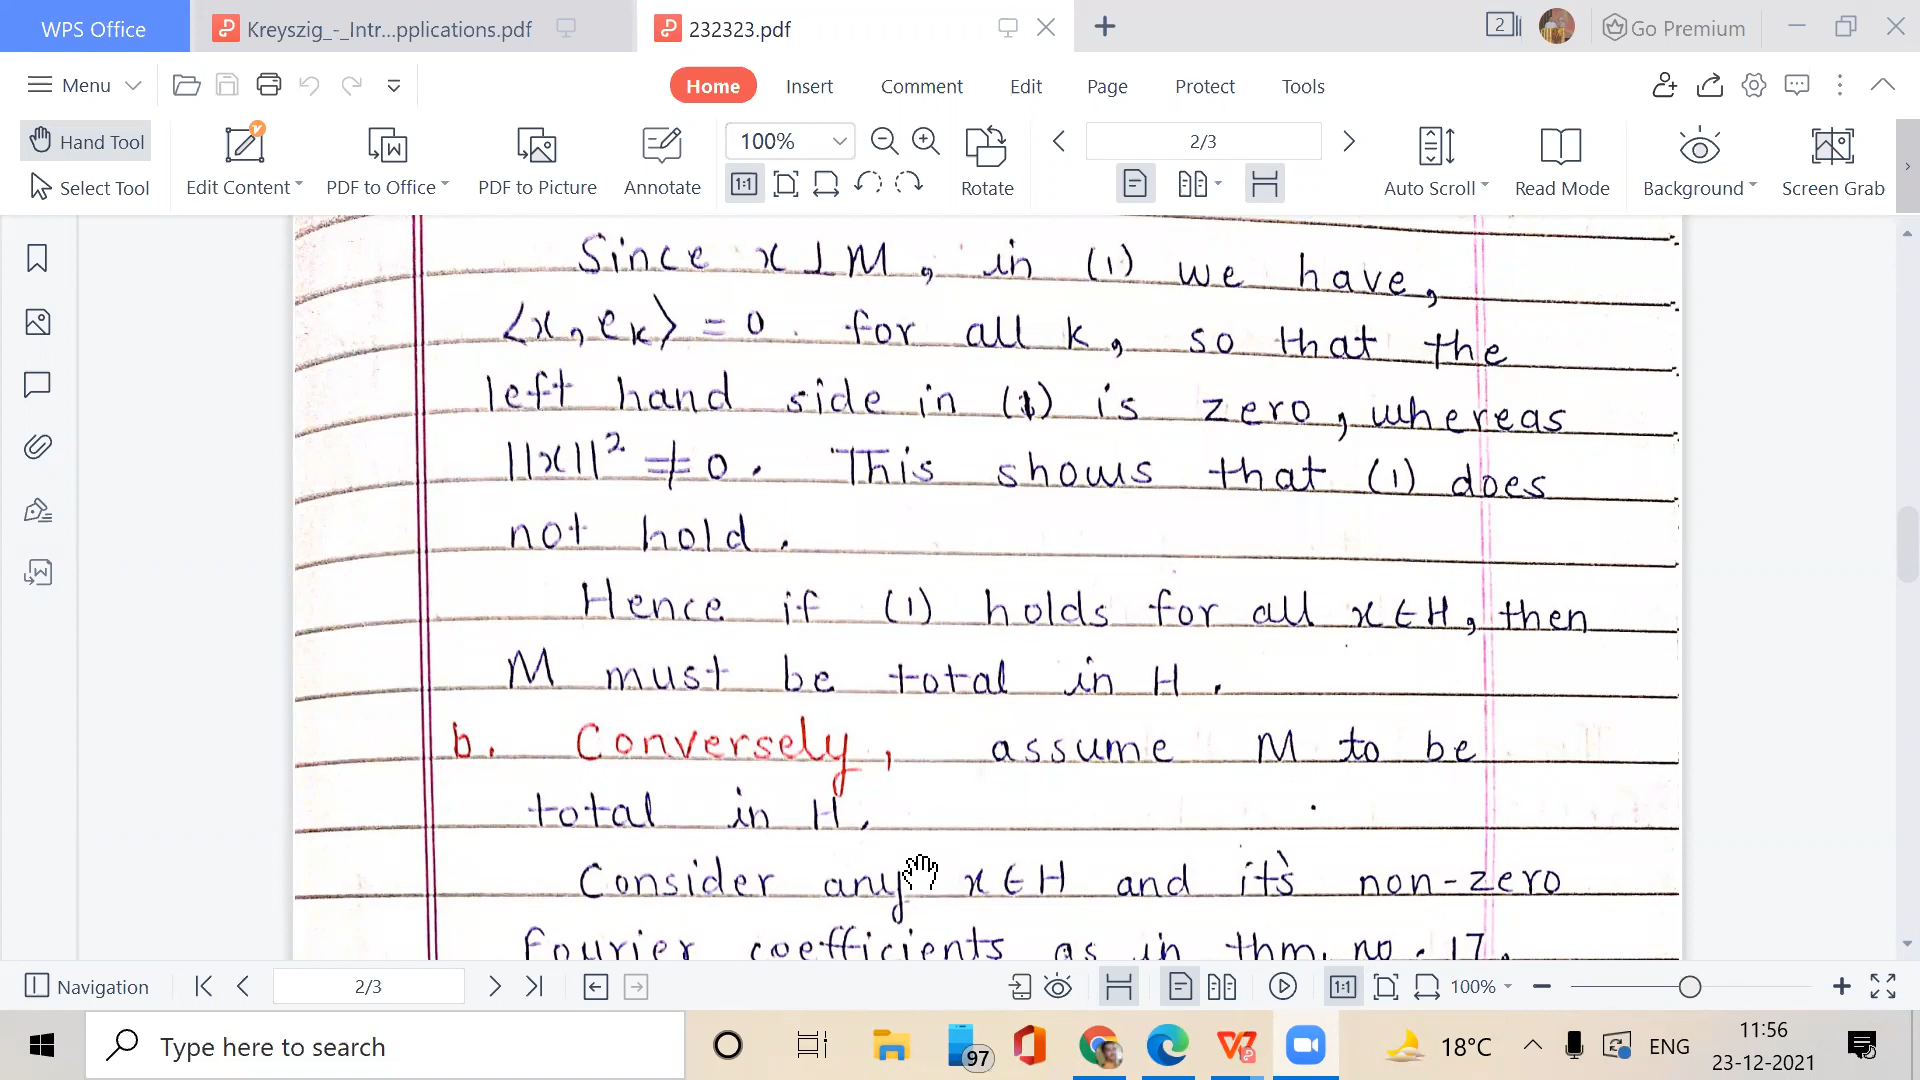 WPS Office
Kreyszig_-_Intr...pplications.pdf
232323.pdf
2
Go Premium
Menu
Home
Insert
Comment
Edit
Page
Protect
Tools
Hand Tool
Select Tool
Edit Content
PDF to Office
PDF to Picture
Annotate
100%
1:1
Rotate
2/3
Auto Scroll
Read Mode
Background
Screen Grab
Since x⊥M, in (1) we have,
⟨x, eₖ⟩ = 0. for all k, so that the
left hand side in (1) is zero, whereas
||x||² ≠ 0. This shows that (1) does
not hold.
Hence if (1) holds for all x∈H, then
M must be total in H.
b. Conversely, assume M to be
total in H.
Consider any x∈H and it's non-zero
Fourier coefficients as in thm. no. 17.
Navigation
2/3
1:1
100%
Type here to search
97
18°C
ENG
11:56
23-12-2021